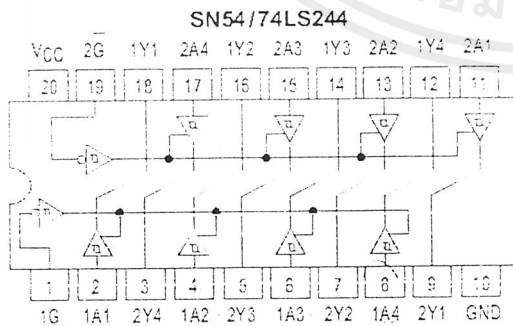 SN54/74LS244
VCC 2G̅ 1Y1 2A4 1Y2 2A3 1Y3 2A2 1Y4 2A1
20 19 18 17 16 15 14 13 12 11
1 2 3 4 5 6 7 8 9 10
1G 1A1 2Y4 1A2 2Y3 1A3 2Y2 1A4 2Y1 GND